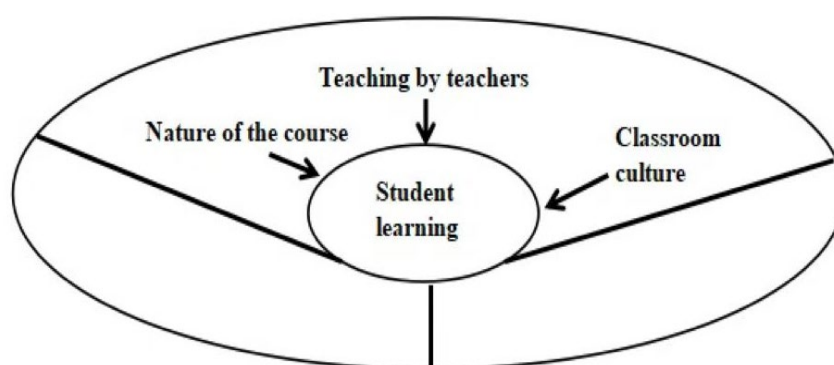 Teaching by teachers
Nature of the course
Classroom
culture
Student
learning